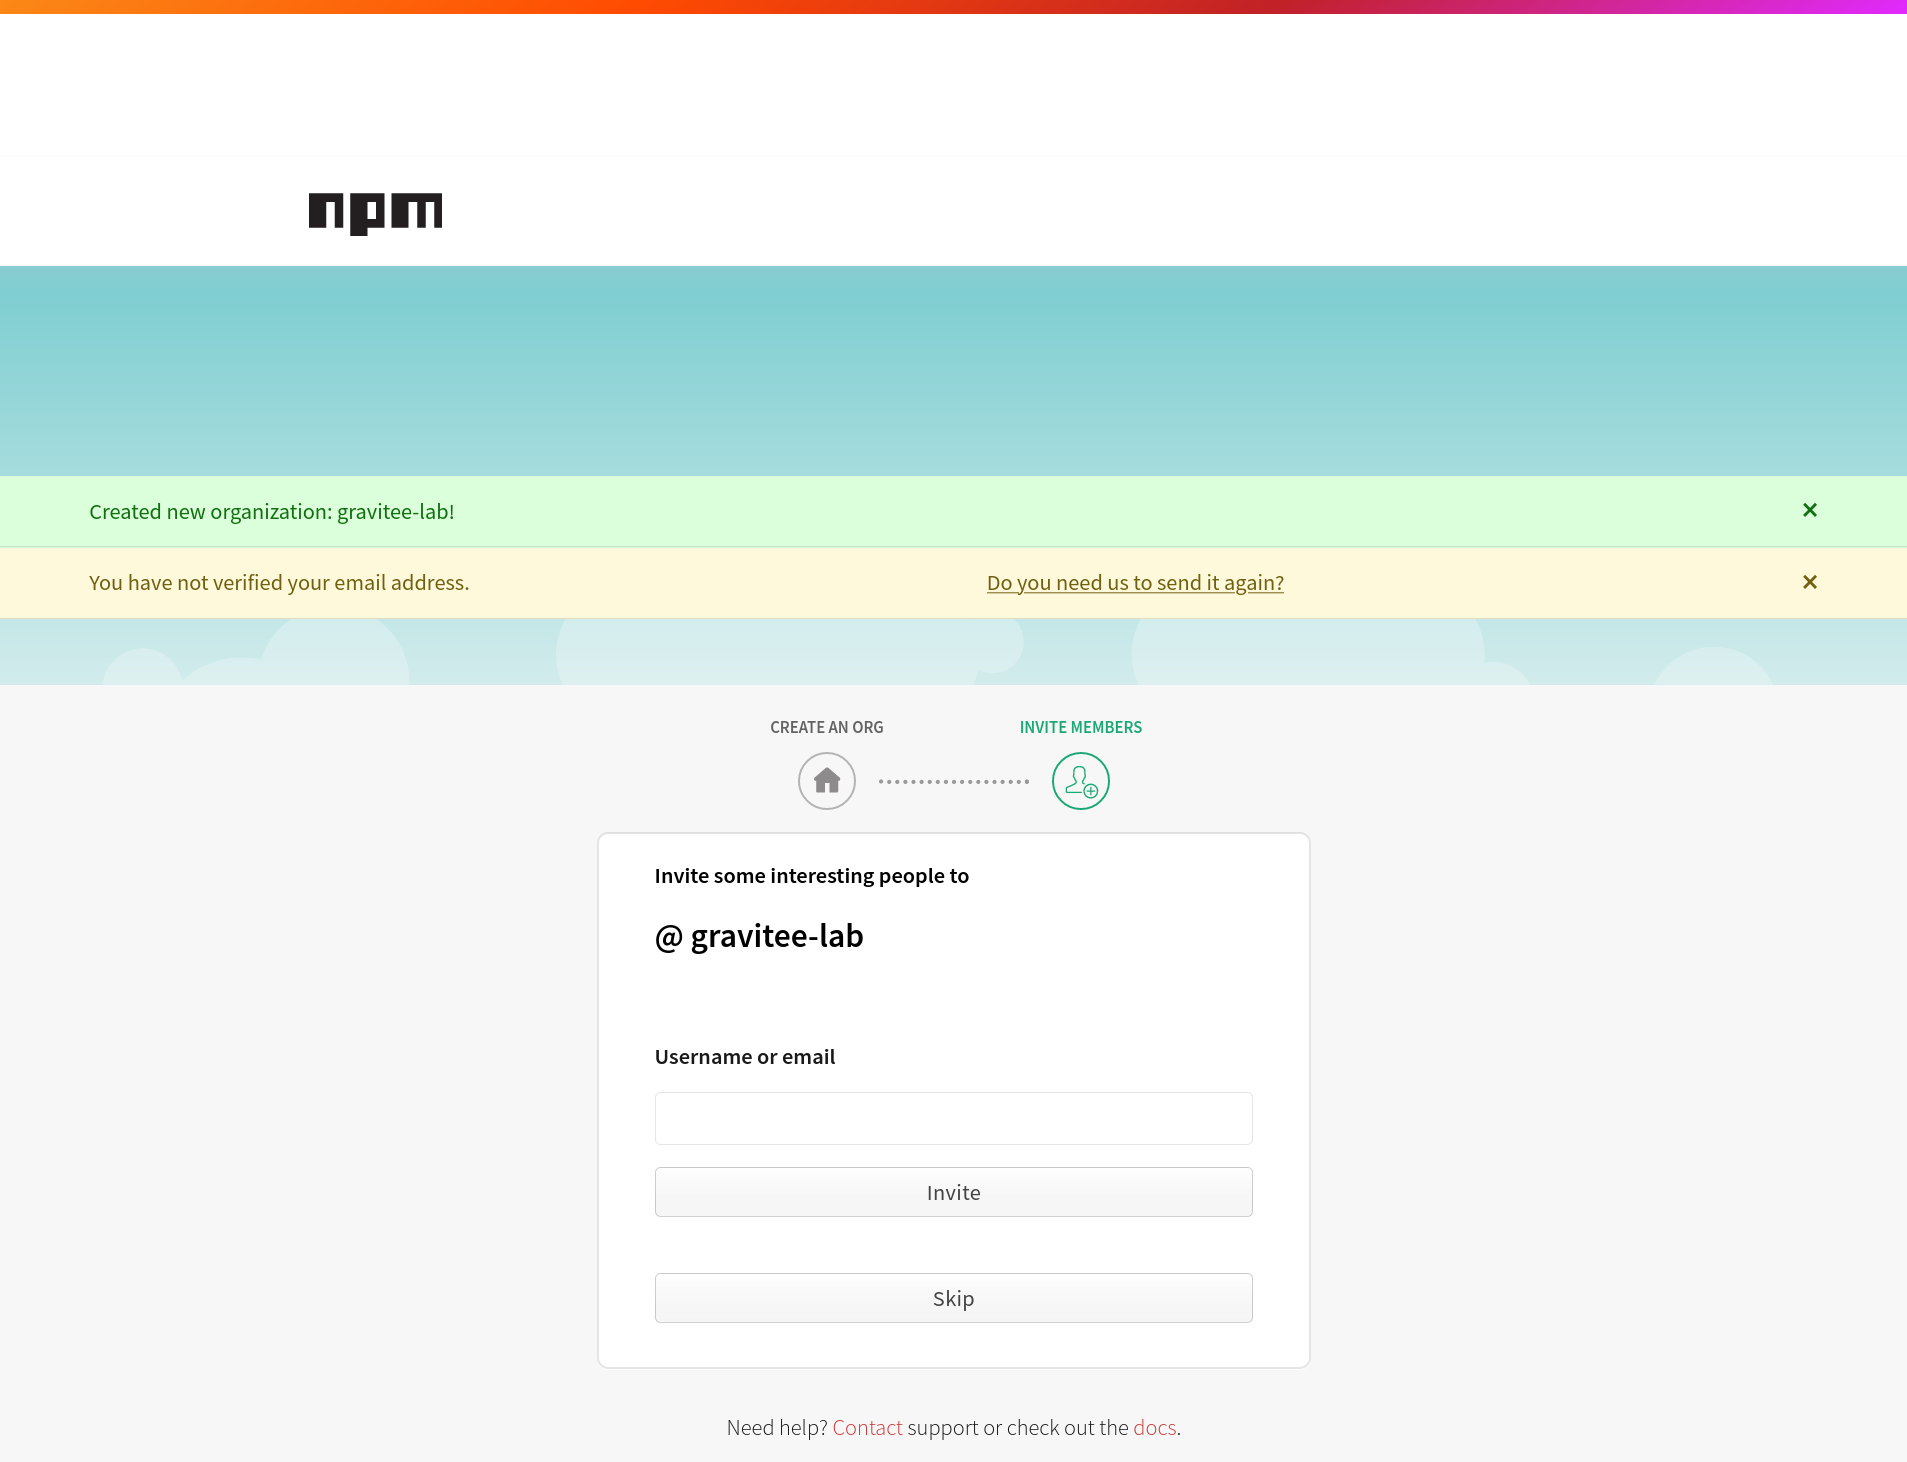 npm
Created new organization: gravitee-lab!
×
You have not verified your email address. Do you need us to send it again?
×
CREATE AN ORG
INVITE MEMBERS
Invite some interesting people to
@ gravitee-lab
Username or email
Invite
Skip
Need help? Contact support or check out the docs.